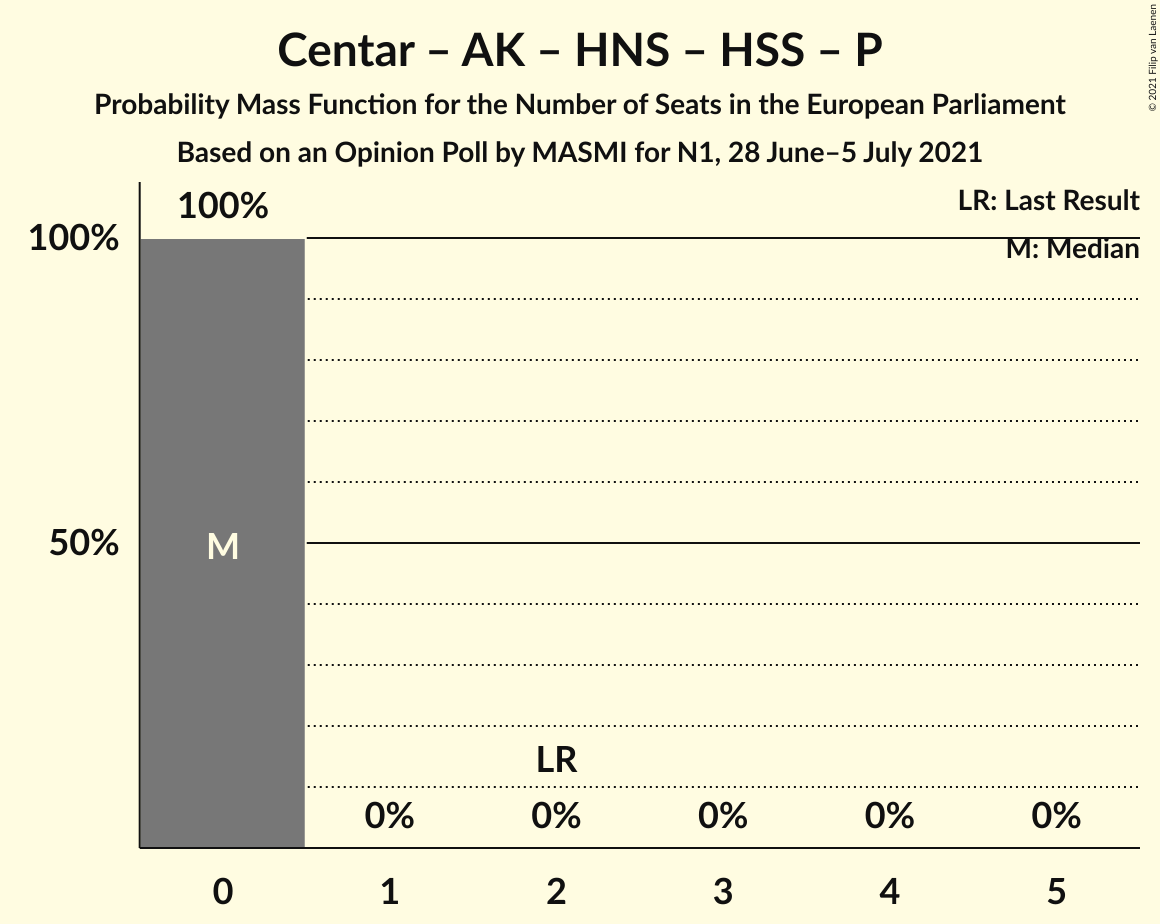 Centar – AK – HNS – HSS – P
Probability Mass Function for the Number of Seats in the European Parliament
Based on an Opinion Poll by MASMI for N1, 28 June–5 July 2021
© 2021 Filip van Laenen
LR: Last Result
M: Median
100%
100%
50%
M
LR
0% 0% 0% 0% 0%
0 1 2 3 4 5